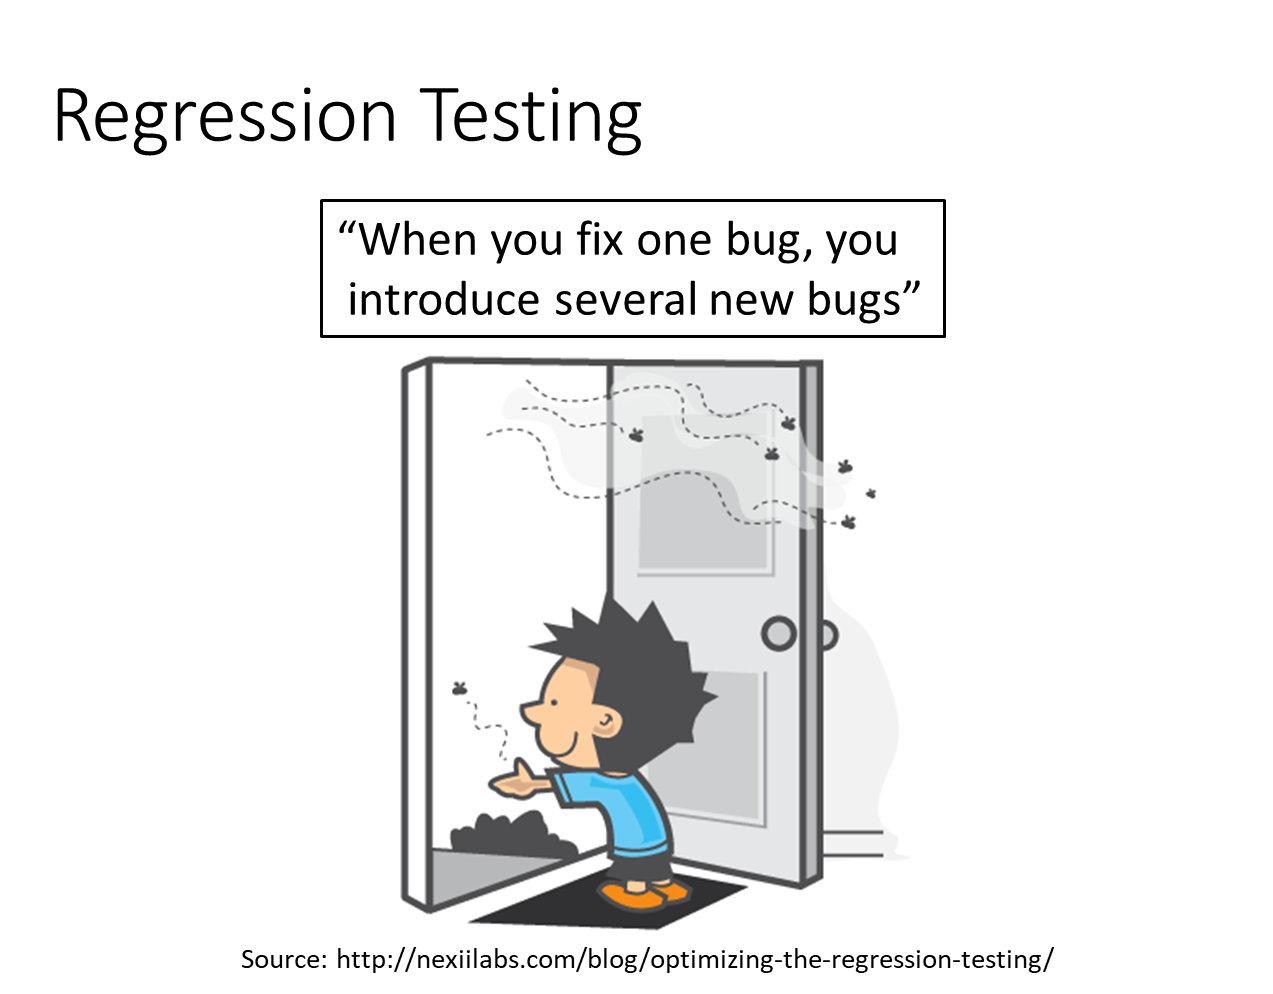 Regression Testing
“When you fix one bug, you
introduce several new bugs”
Source: http://nexiilabs.com/blog/optimizing-the-regression-testing/